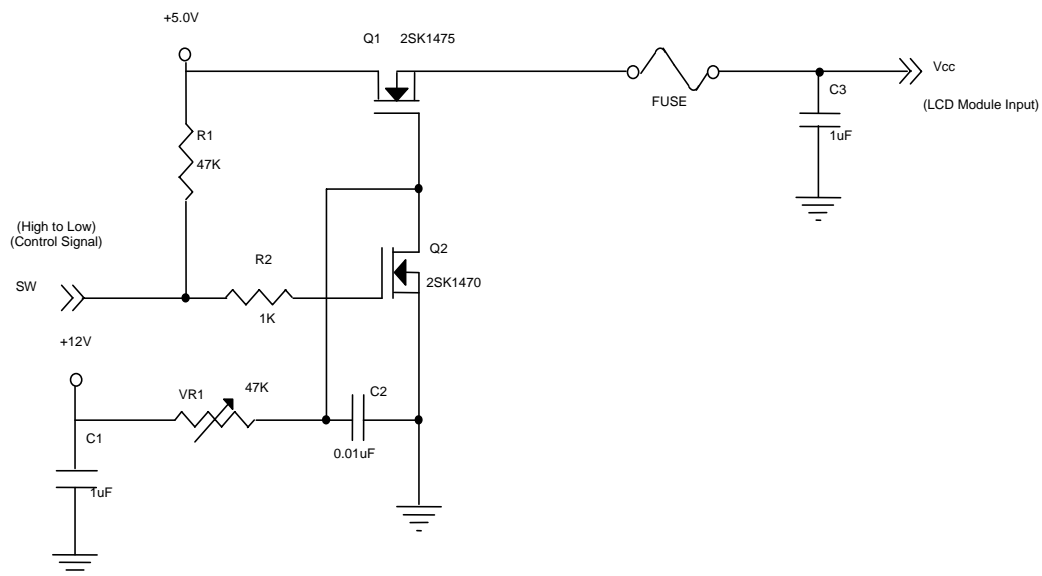 +5.0V
Q1 2SK1475
Vcc
FUSE
C3
(LCD Module Input)
1uF
R1
47K
(High to Low)
(Control Signal)
Q2
R2
2SK1470
SW
1K
+12V
VR1
47K
C2
C1
0.01uF
1uF